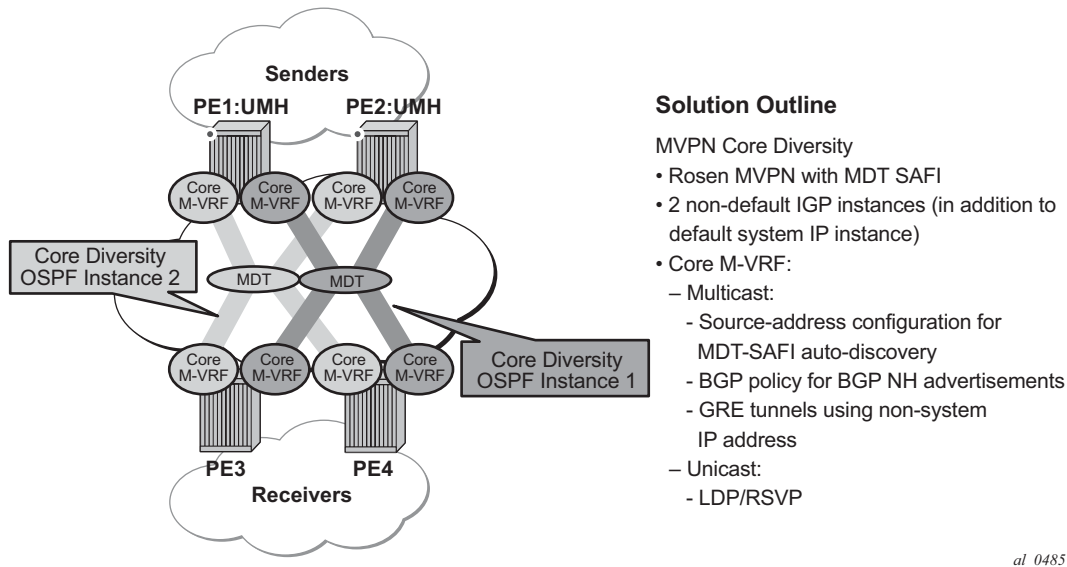 Senders
PE1:UMH
PE2:UMH
Core
M-VRF
Core
M-VRF
Core
M-VRF
Core
M-VRF
Core Diversity
OSPF Instance 2
MDT
MDT
Core
M-VRF
Core
M-VRF
Core
M-VRF
Core
M-VRF
Core Diversity
OSPF Instance 1
PE3
PE4
Receivers
Solution Outline
MVPN Core Diversity
• Rosen MVPN with MDT SAFI
• 2 non-default IGP instances (in addition to
default system IP instance)
• Core M-VRF:
– Multicast:
- Source-address configuration for
MDT-SAFI auto-discovery
- BGP policy for BGP NH advertisements
- GRE tunnels using non-system
IP address
– Unicast:
- LDP/RSVP
al_0485